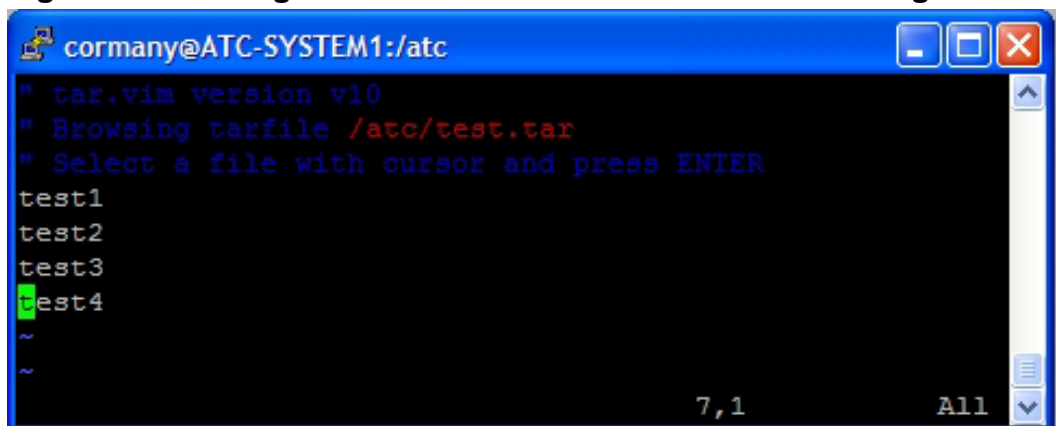 cormany@ATC-SYSTEM1:/atc
" tar.vim version v10
" Browsing tarfile /atc/test.tar
" Select a file with cursor and press ENTER
test1
test2
test3
test4
~
~
7,1 All